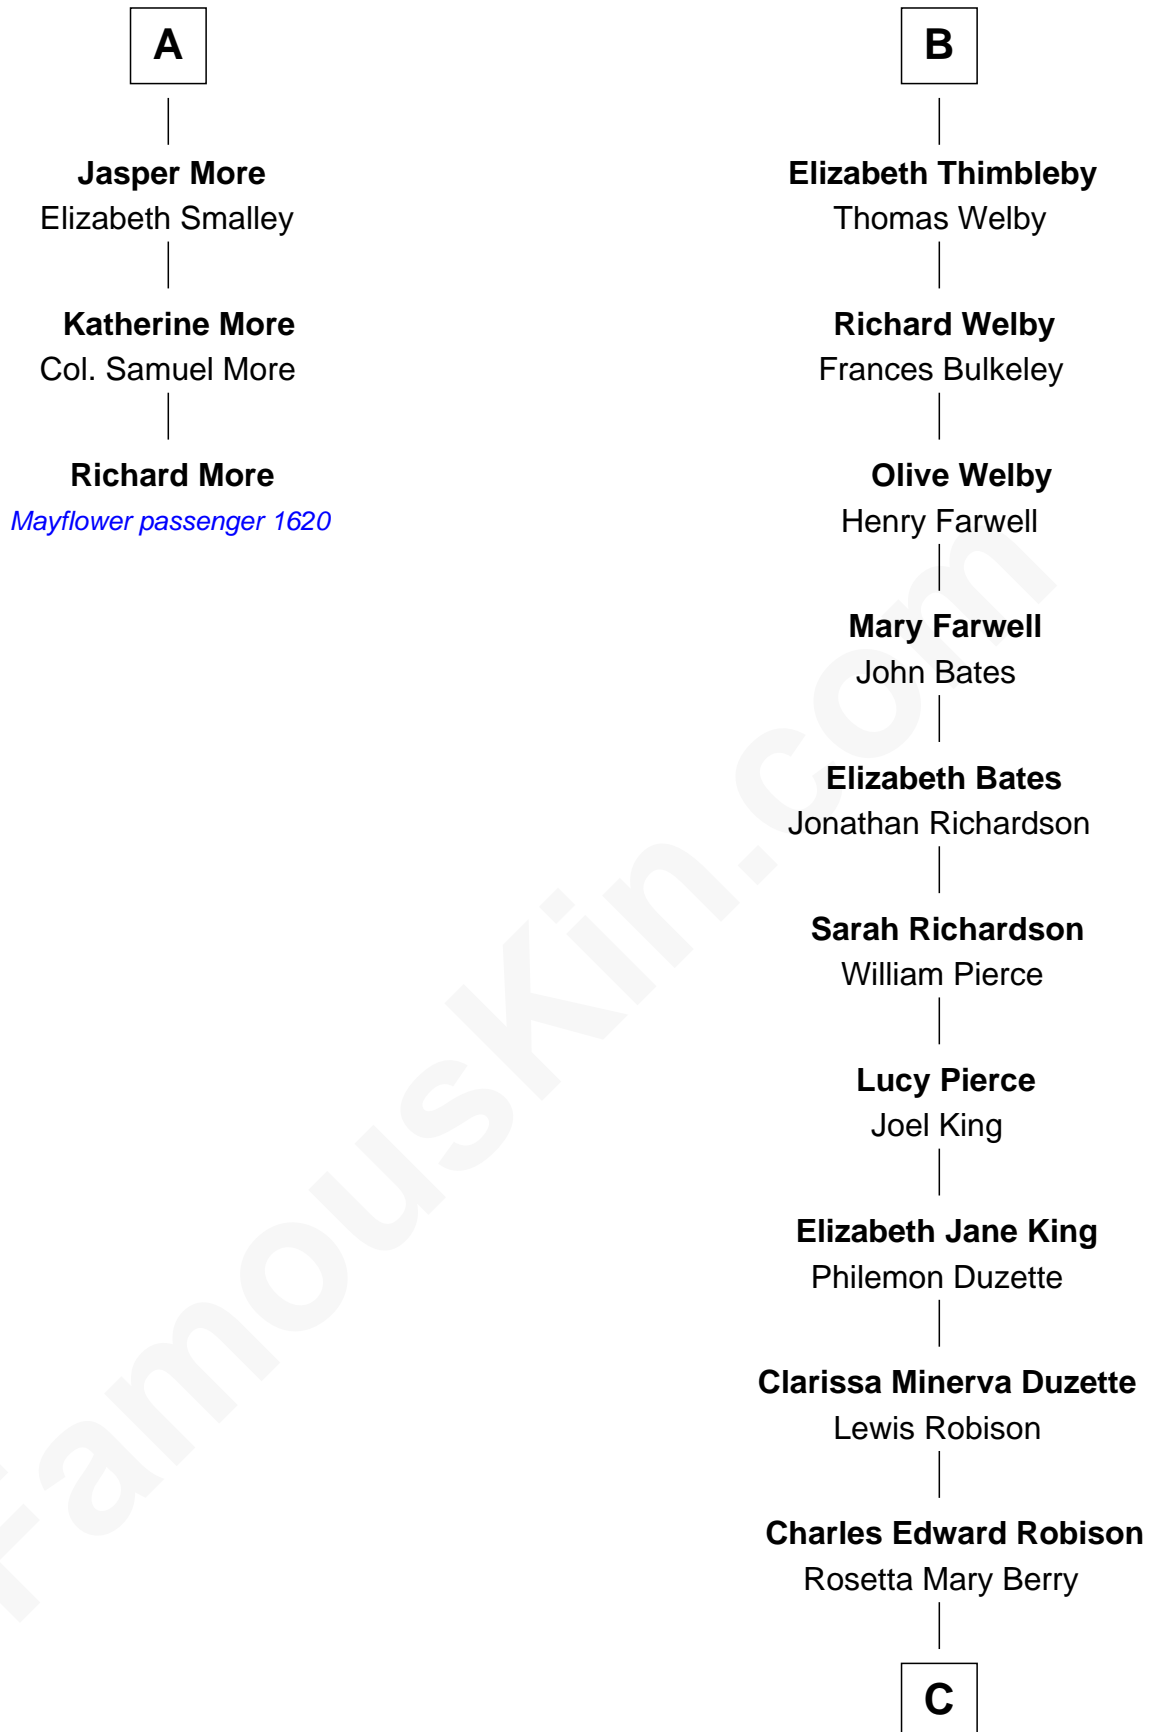 A
Jasper More
Elizabeth Smalley
Katherine More
Col. Samuel More
Richard More
Mayflower passenger 1620
B
Elizabeth Thimbleby
Thomas Welby
Richard Welby
Frances Bulkeley
Olive Welby
Henry Farwell
Mary Farwell
John Bates
Elizabeth Bates
Jonathan Richardson
Sarah Richardson
William Pierce
Lucy Pierce
Joel King
Elizabeth Jane King
Philemon Duzette
Clarissa Minerva Duzette
Lewis Robison
Charles Edward Robison
Rosetta Mary Berry
C
FamousKin.com